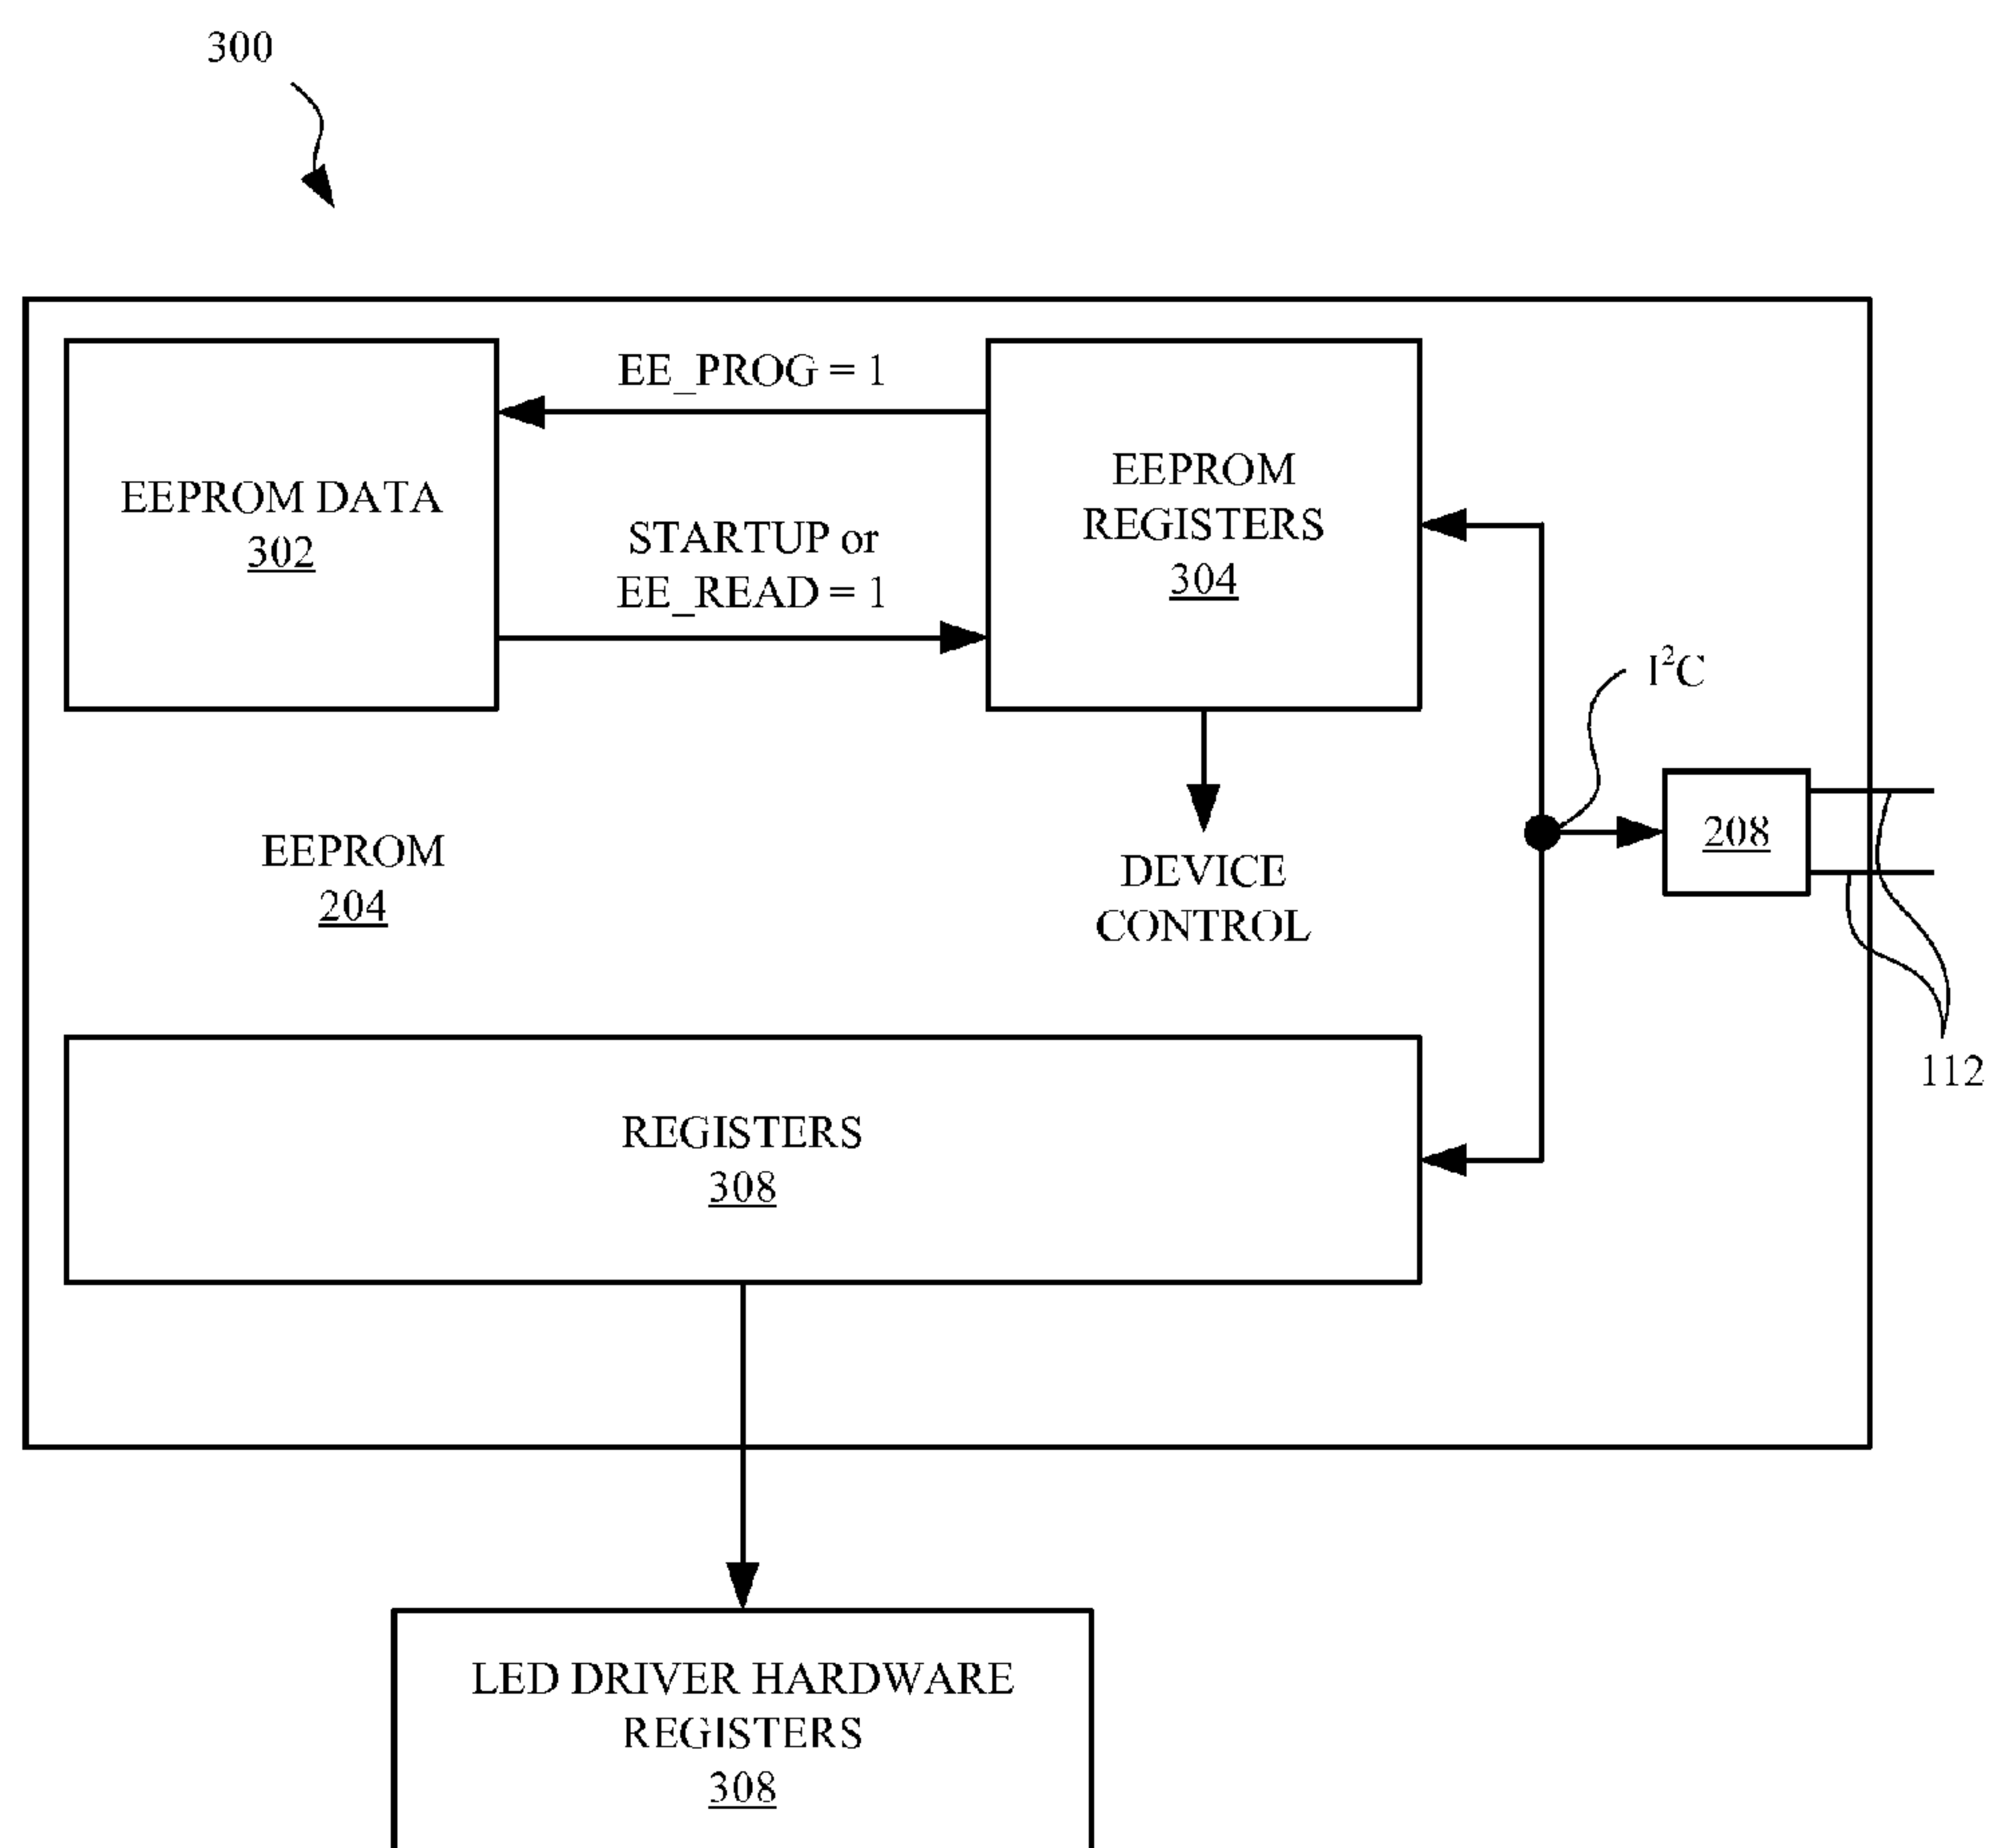 300
EE_PROG = 1
EEPROM DATA
302
STARTUP or
EE_READ = 1
EEPROM
REGISTERS
304
I²C
EEPROM
204
DEVICE
CONTROL
208
112
REGISTERS
308
LED DRIVER HARDWARE
REGISTERS
308